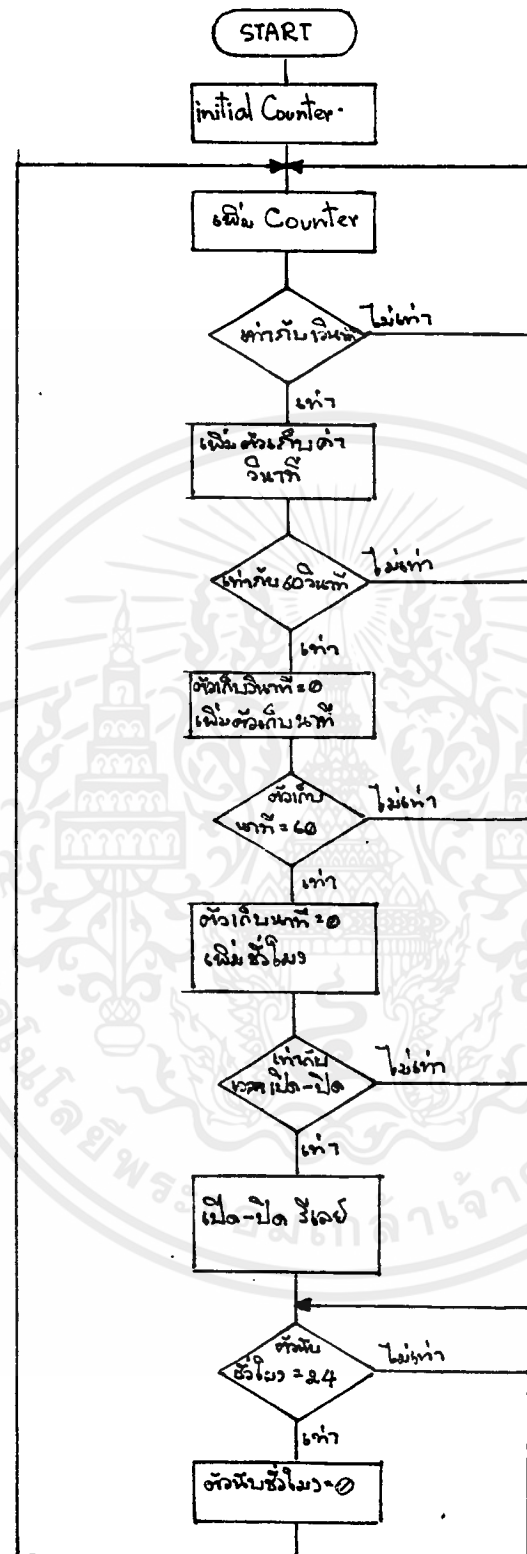 START
initial Counter.
เพิ่ม Counter
เท่ากับ 1วินาที
ไม่เท่า
เท่า
เพิ่มตัวเก็บค่า
วินาที
เท่ากับ 60วินาที
ไม่เท่า
เท่า
ตัวเก็บวินาที=0
เพิ่มตัวเก็บนาที
ตัวเก็บ
นาที=60
ไม่เท่า
เท่า
ตัวเก็บนาที=0
เพิ่มชั่วโมง
เท่ากับ
เวลาเปิด-ปิด
ไม่เท่า
เท่า
เปิด-ปิด รีเลย์
ตัวนับ
ชั่วโมง=24
ไม่เท่า
เท่า
ตัวนับชั่วโมง=0